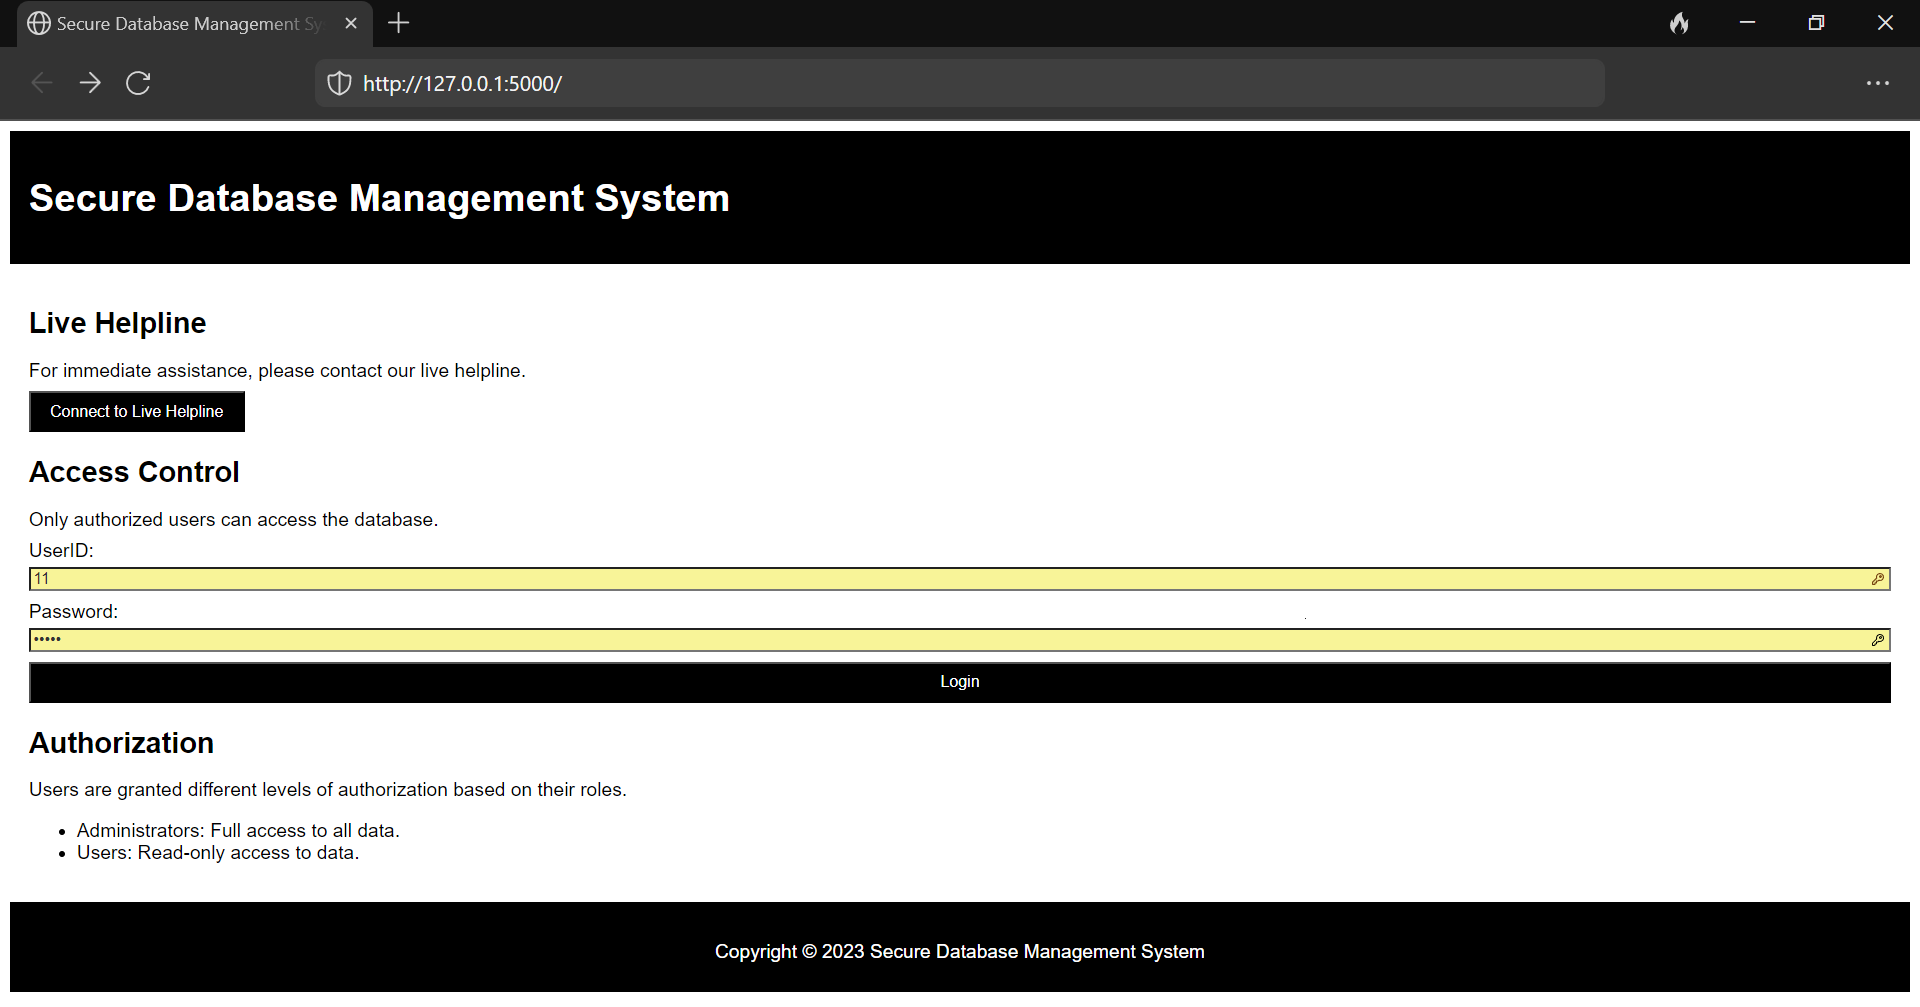 Secure Database Management Sy
http://127.0.0.1:5000/
Secure Database Management System
Live Helpline
For immediate assistance, please contact our live helpline.
Connect to Live Helpline
Access Control
Only authorized users can access the database.
UserID:
11
Password:
•••••
Login
Authorization
Users are granted different levels of authorization based on their roles.
• Administrators: Full access to all data.
• Users: Read-only access to data.
Copyright © 2023 Secure Database Management System